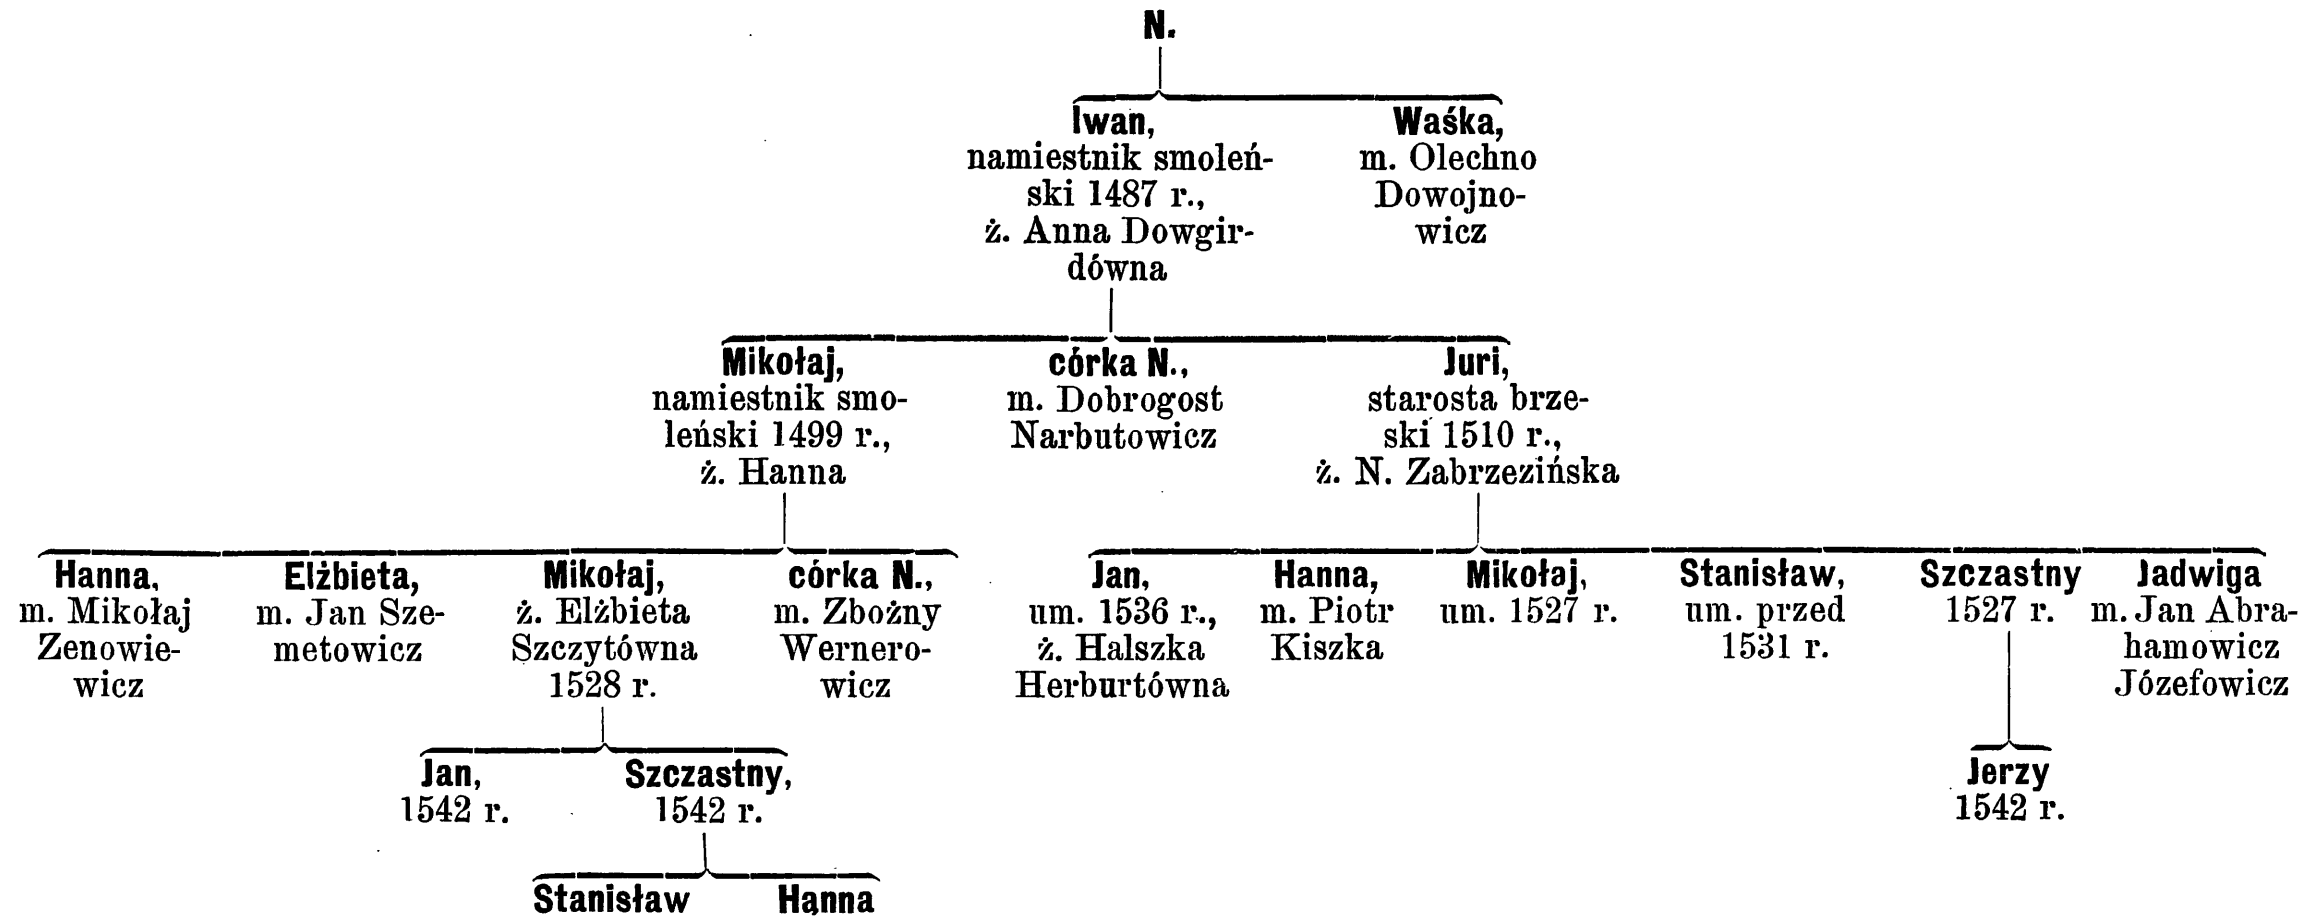 N.
Iwan,
namiestnik smoleń-
ski 1487 r.,
ż. Anna Dowgir-
dówna
Waśka,
m. Olechno
Dowojno-
wicz
Mikołaj,
namiestnik smo-
leński 1499 r.,
ż. Hanna
córka N.,
m. Dobrogost
Narbutowicz
Juri,
starosta brze-
ski 1510 r.,
ż. N. Zabrzezińska
Hanna,
m. Mikołaj
Zenowie-
wicz
Elżbieta,
m. Jan Sze-
metowicz
Mikołaj,
ż. Elżbieta
Szczytówna
1528 r.
córka N.,
m. Zbożny
Wernero-
wicz
Jan,
um. 1536 r.,
ż. Halszka
Herburtówna
Hanna,
m. Piotr
Kiszka
Mikołaj,
um. 1527 r.
Stanisław,
um. przed
1531 r.
Szczastny
1527 r.
Jadwiga
m. Jan Abra-
hamowicz
Józefowicz
Jan,
1542 r.
Szczastny,
1542 r.
Jerzy
1542 r.
Stanisław
Hanna